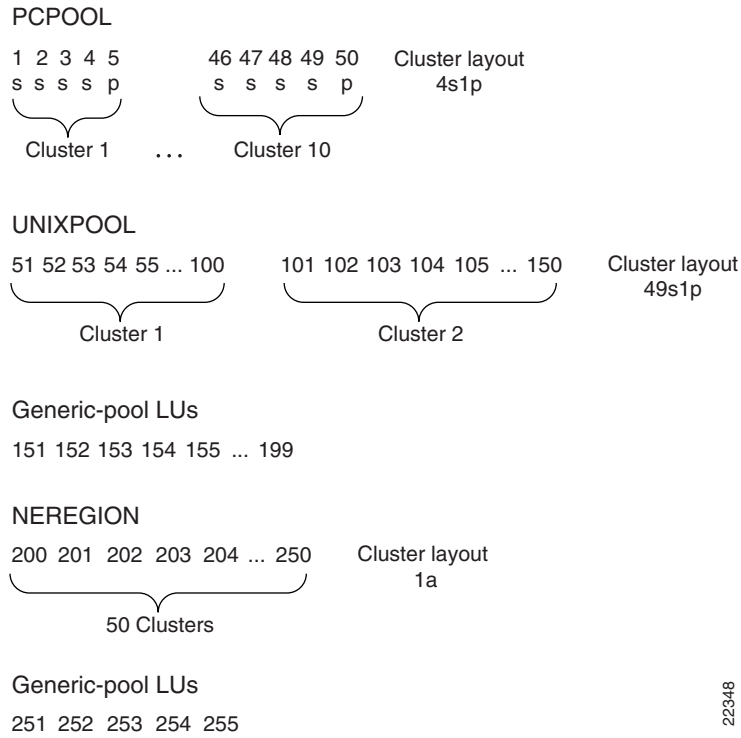 PCPOOL
1 2 3 4 5 46 47 48 49 50 Cluster layout
s s s s p s s s s p 4s1p
Cluster 1 ... Cluster 10
UNIXPOOL
51 52 53 54 55 ... 100 101 102 103 104 105 ... 150 Cluster layout
49s1p
Cluster 1 Cluster 2
Generic-pool LUs
151 152 153 154 155 ... 199
NEREGION
200 201 202 203 204 ... 250 Cluster layout
1a
50 Clusters
Generic-pool LUs
251 252 253 254 255
22348